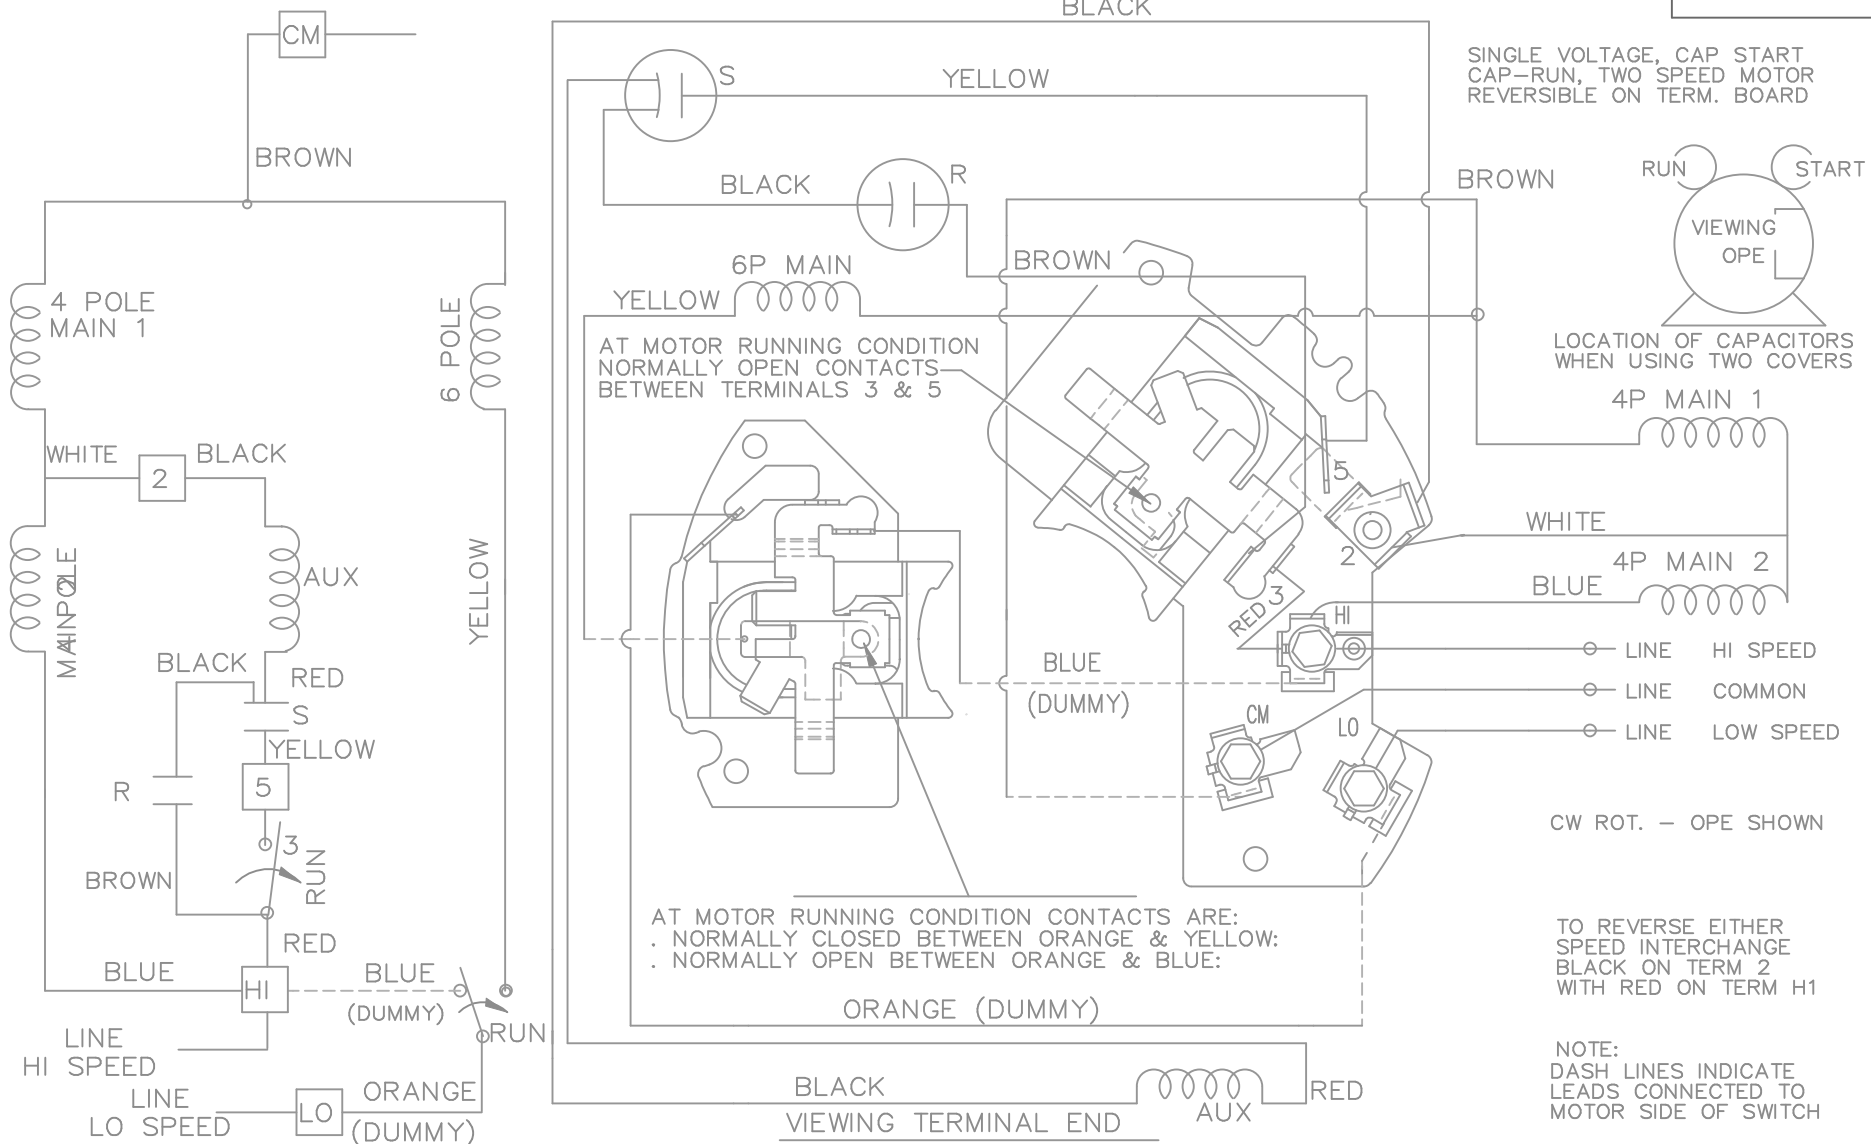 BLACK
CM
BROWN
4 POLE
MAIN 1
6 POLE
WHITE
2
BLACK
4 POLE
MAIN 2
AUX
YELLOW
BLACK
RED
S
YELLOW
R
5
3
RUN
BROWN
RED
BLUE
HI
BLUE
(DUMMY)
RUN
LINE
HI SPEED
LINE
LO SPEED
LO
ORANGE
(DUMMY)
S
YELLOW
BLACK
R
BROWN
BROWN
6P MAIN
YELLOW
AT MOTOR RUNNING CONDITION
NORMALLY OPEN CONTACTS
BETWEEN TERMINALS 3 & 5
5
2
RED 3
HI
BLUE
(DUMMY)
CM
LO
AT MOTOR RUNNING CONDITION CONTACTS ARE:
. NORMALLY CLOSED BETWEEN ORANGE & YELLOW:
. NORMALLY OPEN BETWEEN ORANGE & BLUE:
ORANGE (DUMMY)
BLACK
AUX
RED
VIEWING TERMINAL END
SINGLE VOLTAGE, CAP START
CAP-RUN, TWO SPEED MOTOR
REVERSIBLE ON TERM. BOARD
RUN
START
VIEWING
OPE
LOCATION OF CAPACITORS
WHEN USING TWO COVERS
4P MAIN 1
WHITE
4P MAIN 2
BLUE
LINE HI SPEED
LINE COMMON
LINE LOW SPEED
CW ROT. - OPE SHOWN
TO REVERSE EITHER
SPEED INTERCHANGE
BLACK ON TERM 2
WITH RED ON TERM H1
NOTE:
DASH LINES INDICATE
LEADS CONNECTED TO
MOTOR SIDE OF SWITCH